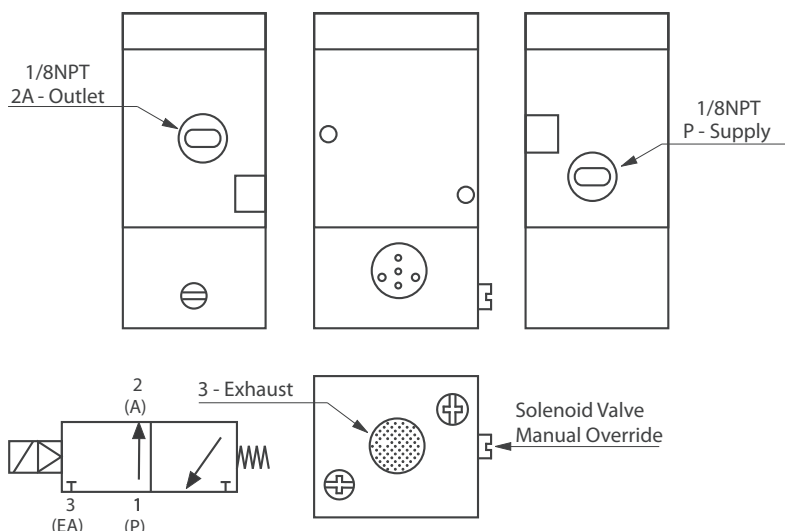 1/8NPT
2A - Outlet
1/8NPT
P - Supply
2
(A)
3 - Exhaust
Solenoid Valve
Manual Override
3
(EA)
1
(P)